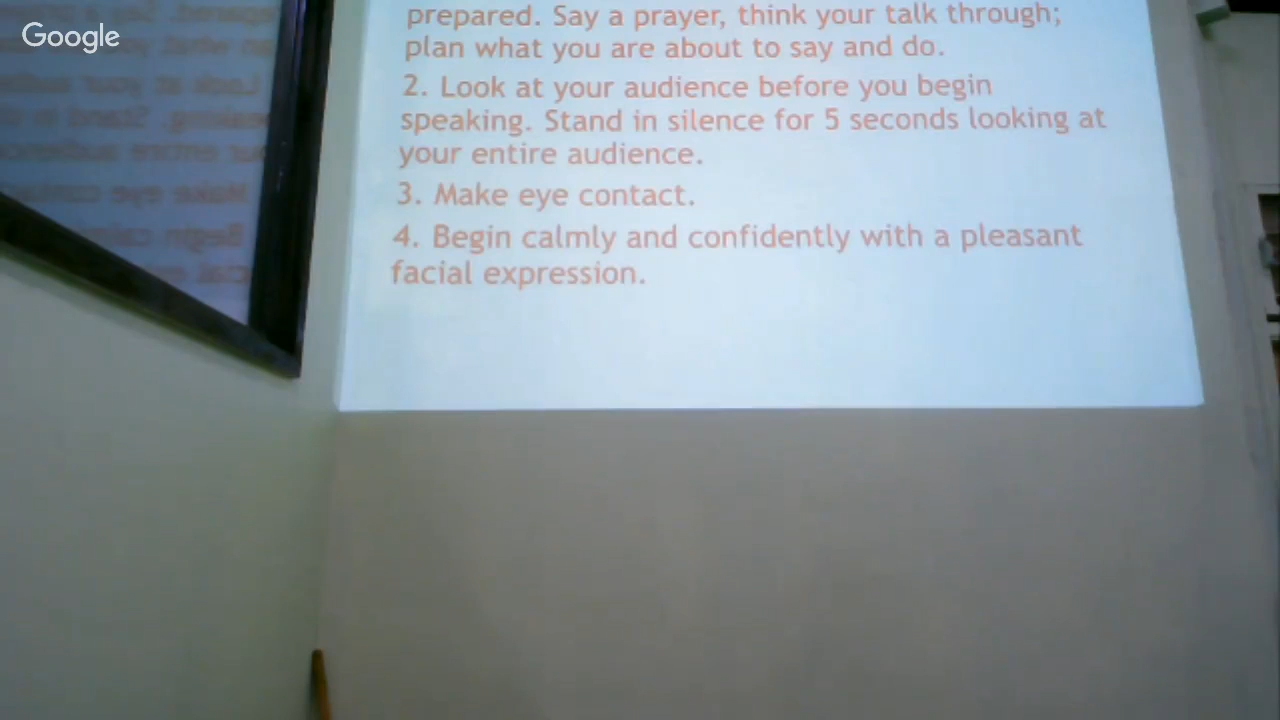 Google
prepared. Say a prayer, think your talk through;
plan what you are about to say and do.
2. Look at your audience before you begin
speaking. Stand in silence for 5 seconds looking at
your entire audience.
3. Make eye contact.
4. Begin calmly and confidently with a pleasant
facial expression.